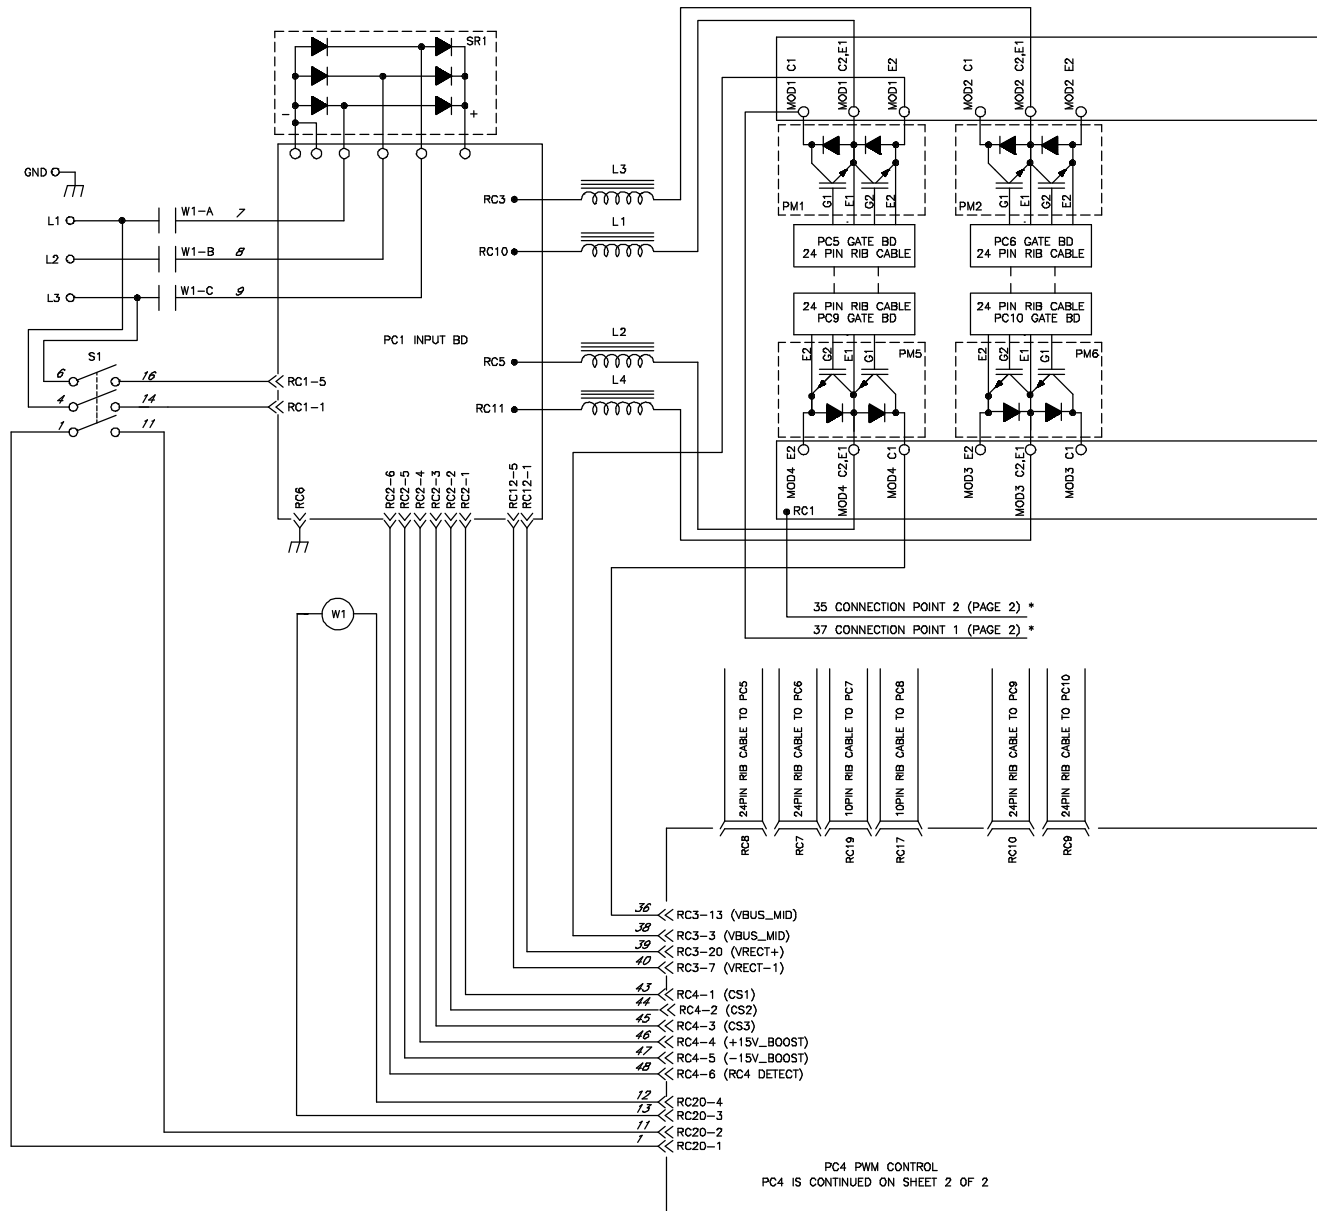 SR1
-
+
MOD1 C1
MOD1 C2,E1
MOD1 E2
MOD2 C1
MOD2 C2,E1
MOD2 E2
GND
L1
W1-A 7
L2
W1-B 8
L3
W1-C 9
RC3
L3
RC10
L1
PM1
G1
E1
G2
E2
PM2
G1
E1
G2
E2
PC5 GATE BD
24 PIN RIB CABLE
PC6 GATE BD
24 PIN RIB CABLE
24 PIN RIB CABLE
PC9 GATE BD
24 PIN RIB CABLE
PC10 GATE BD
PC1 INPUT BD
RC5
L2
RC11
L4
E2
G2
E1
G1
PM5
E2
G2
E1
G1
PM6
S1
6
16
RC1-5
4
14
RC1-1
1
11
MOD4 E2
MOD4 C2,E1
MOD4 C1
MOD3 E2
MOD3 C2,E1
MOD3 C1
RC1
RC6
RC2-6
RC2-5
RC2-4
RC2-3
RC2-2
RC2-1
RC12-5
RC12-1
W1
35 CONNECTION POINT 2 (PAGE 2) *
37 CONNECTION POINT 1 (PAGE 2) *
24PIN RIB CABLE TO PC5
24PIN RIB CABLE TO PC6
10PIN RIB CABLE TO PC7
10PIN RIB CABLE TO PC8
24PIN RIB CABLE TO PC9
24PIN RIB CABLE TO PC10
RC8
RC7
RC19
RC17
RC10
RC9
36 RC3-13 (VBUS_MID)
38 RC3-3 (VBUS_MID)
39 RC3-20 (VRECT+)
40 RC3-7 (VRECT-1)
43 RC4-1 (CS1)
44 RC4-2 (CS2)
45 RC4-3 (CS3)
46 RC4-4 (+15V_BOOST)
47 RC4-5 (-15V_BOOST)
48 RC4-6 (RC4 DETECT)
12 RC20-4
13 RC20-3
11 RC20-2
1 RC20-1
PC4 PWM CONTROL
PC4 IS CONTINUED ON SHEET 2 OF 2